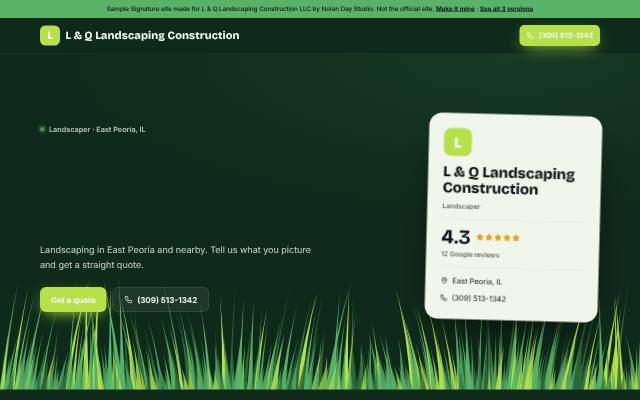 Sample Signature site made for L & Q Landscaping Construction LLC by Nolan Day Studio. Not the official site. Make it mine · See all 3 versions
L L & Q Landscaping Construction
(309) 513-1342
Landscaper · East Peoria, IL
Landscaping in East Peoria and nearby. Tell us what you picture
and get a straight quote.
Get a quote
(309) 513-1342
L
L & Q Landscaping
Construction
Landscaper
4.3
12 Google reviews
East Peoria, IL
(309) 513-1342